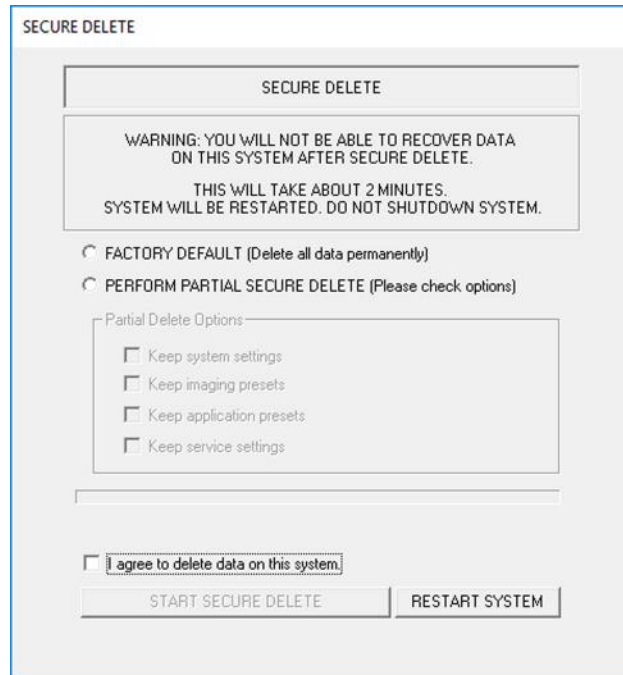 SECURE DELETE
SECURE DELETE
WARNING: YOU WILL NOT BE ABLE TO RECOVER DATA
ON THIS SYSTEM AFTER SECURE DELETE.
THIS WILL TAKE ABOUT 2 MINUTES.
SYSTEM WILL BE RESTARTED. DO NOT SHUTDOWN SYSTEM.
FACTORY DEFAULT (Delete all data permanently)
PERFORM PARTIAL SECURE DELETE (Please check options)
Partial Delete Options
Keep system settings
Keep imaging presets
Keep application presets
Keep service settings
I agree to delete data on this system.
START SECURE DELETE
RESTART SYSTEM